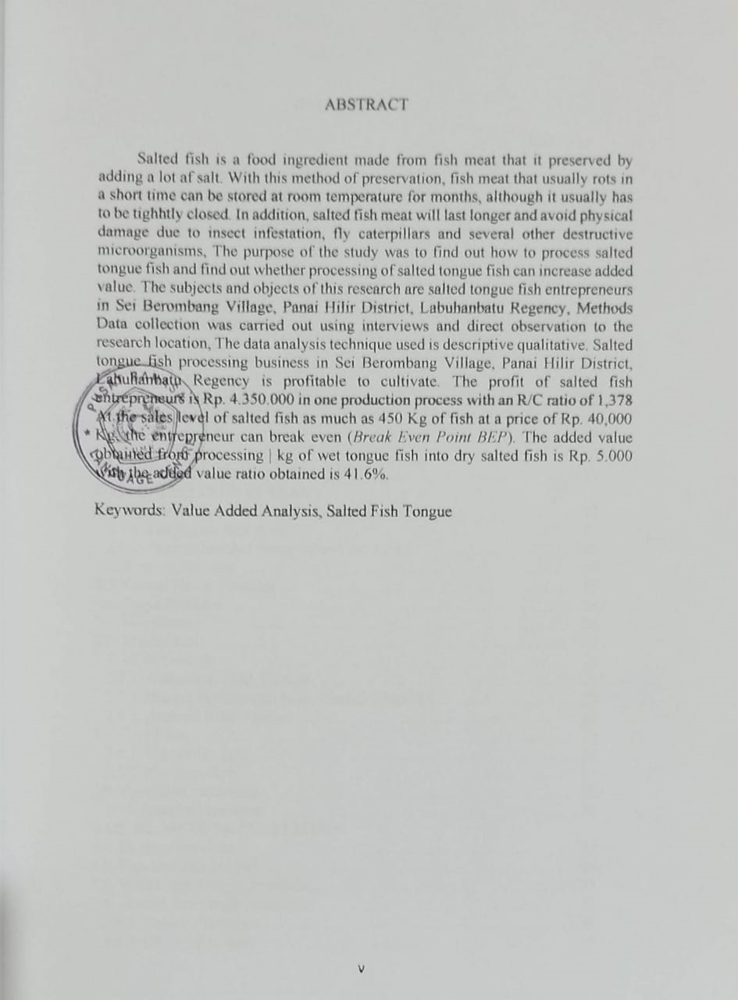 ABSTRACT
Salted fish is a food ingredient made from fish meat that it preserved by
adding a lot af salt. With this method of preservation, fish meat that usually rots in
a short time can be stored at room temperature for months, although it usually has
to be tighhtly closed. In addition, salted fish meat will last longer and avoid physical
damage due to insect infestation, fly caterpillars and several other destructive
microorganisms, The purpose of the study was to find out how to process salted
tongue fish and find out whether processing of salted tongue fish can increase added
value. The subjects and objects of this research are salted tongue fish entrepreneurs
in Sei Berombang Village, Panai Hilir District, Labuhanbatu Regency, Methods
Data collection was carried out using interviews and direct observation to the
research location, The data analysis technique used is descriptive qualitative. Salted
tongue fish processing business in Sei Berombang Village, Panai Hilir District,
Labuhanbatu Regency is profitable to cultivate. The profit of salted fish
entrepreneurs is Rp. 4.350.000 in one production process with an R/C ratio of 1,378
At the sales level of salted fish as much as 450 Kg of fish at a price of Rp. 40,000
Kg, the entrepreneur can break even (Break Even Point BEP). The added value
obtained from processing | kg of wet tongue fish into dry salted fish is Rp. 5.000
with the added value ratio obtained is 41.6%.
Keywords: Value Added Analysis, Salted Fish Tongue
v